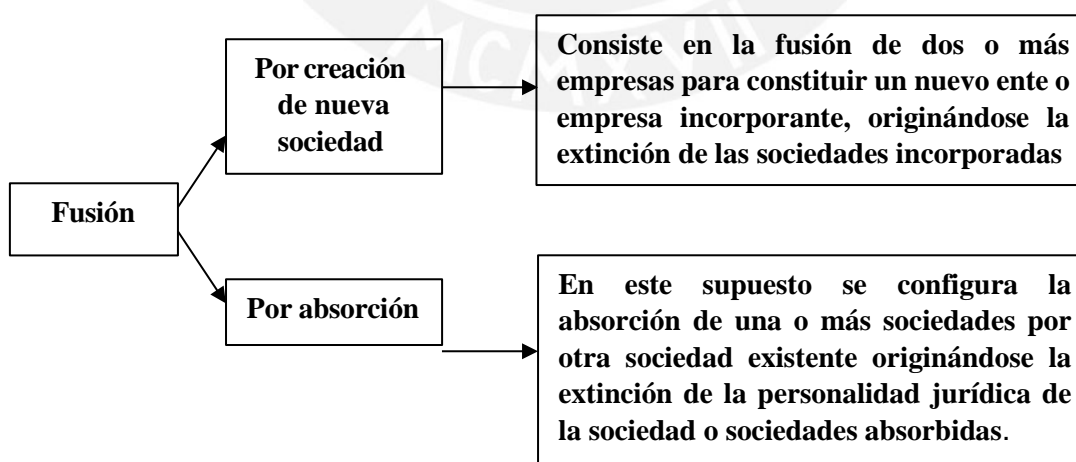 MCMXVII
Por creación
de nueva
sociedad
Consiste en la fusión de dos o más
empresas para constituir un nuevo ente o
empresa incorporante, originándose la
extinción de las sociedades incorporadas
Fusión
Por absorción
En este supuesto se configura la
absorción de una o más sociedades por
otra sociedad existente originándose la
extinción de la personalidad jurídica de
la sociedad o sociedades absorbidas.